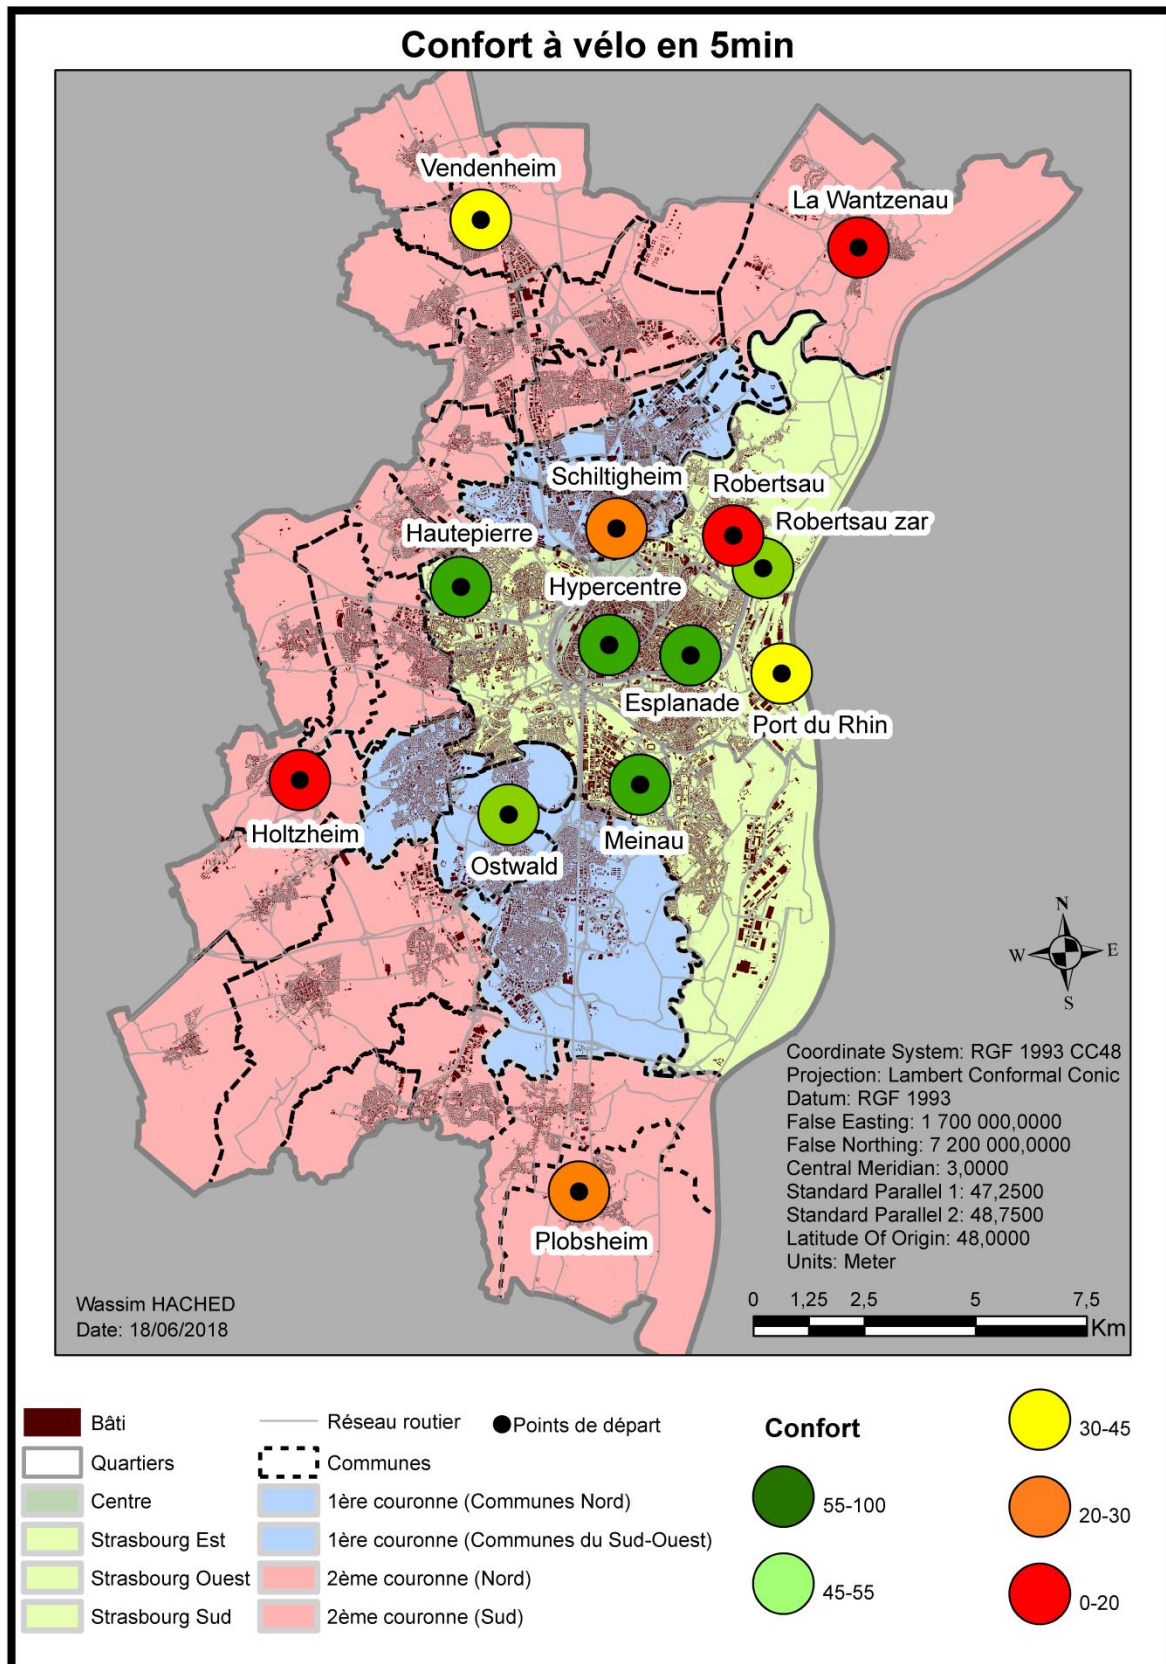 Confort à vélo en 5min
Vendenheim
La Wantzenau
Schiltigheim
Robertsau
Robertsau zar
Hautepierre
Hypercentre
Esplanade
Port du Rhin
Holtzheim
Meinau
Ostwald
Plobsheim
N
W
E
S
Coordinate System: RGF 1993 CC48
Projection: Lambert Conformal Conic
Datum: RGF 1993
False Easting: 1 700 000,0000
False Northing: 7 200 000,0000
Central Meridian: 3,0000
Standard Parallel 1: 47,2500
Standard Parallel 2: 48,7500
Latitude Of Origin: 48,0000
Units: Meter
0 1,25 2,5 5 7,5
Km
Wassim HACHED
Date: 18/06/2018
Bâti
Quartiers
Centre
Strasbourg Est
Strasbourg Ouest
Strasbourg Sud
Réseau routier
Points de départ
Communes
1ère couronne (Communes Nord)
1ère couronne (Communes du Sud-Ouest)
2ème couronne (Nord)
2ème couronne (Sud)
Confort
55-100
45-55
30-45
20-30
0-20